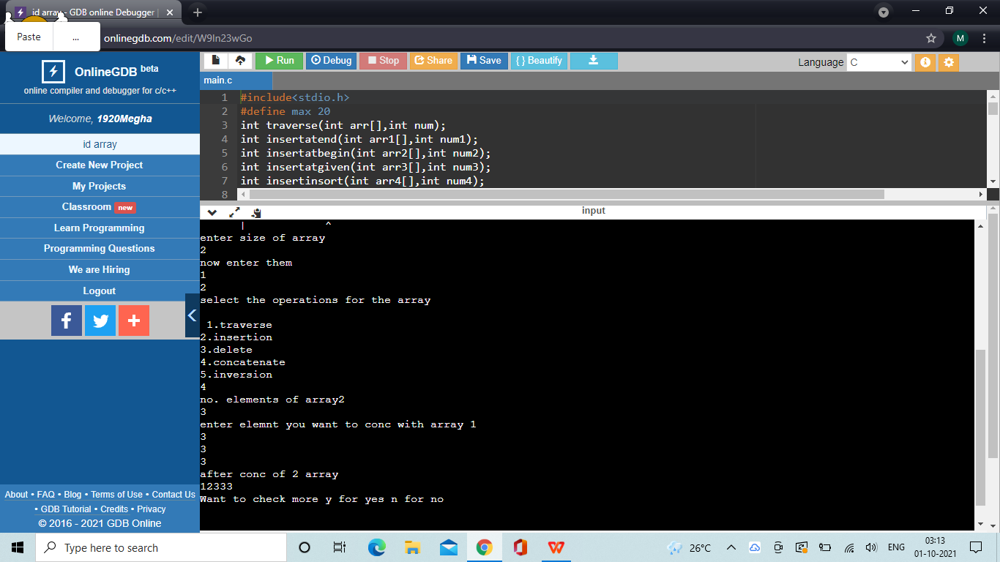 id array - GDB online Debugger |
Paste
...
onlinegdb.com/edit/W9In23wGo
M
OnlineGDB beta
online compiler and debugger for c/c++
Welcome, 1920Megha
id array
Create New Project
My Projects
Classroom new
Learn Programming
Programming Questions
We are Hiring
Logout
About • FAQ • Blog • Terms of Use • Contact Us
• GDB Tutorial • Credits • Privacy
© 2016 - 2021 GDB Online
Run Debug Stop Share Save { } Beautify
Language C
main.c
1 #include<stdio.h>
2 #define max 20
3 int traverse(int arr[],int num);
4 int insertatend(int arr1[],int num1);
5 int insertatbegin(int arr2[],int num2);
6 int insertatgiven(int arr3[],int num3);
7 int insertinsort(int arr4[],int num4);
8
input
| ^
enter size of array
2
now enter them
1
2
select the operations for the array
1.traverse
2.insertion
3.delete
4.concatenate
5.inversion
4
no. elements of array2
3
enter elemnt you want to conc with array 1
3
3
3
after conc of 2 array
12333
Want to check more y for yes n for no
Type here to search
26°C
ENG
03:13
01-10-2021